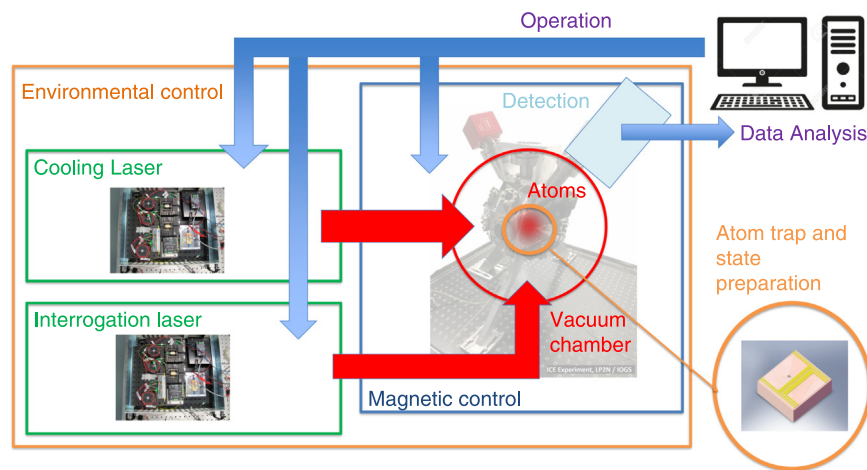 Operation
Environmental control
Detection
Data Analysis
Cooling Laser
Atoms
Atom trap and
state
preparation
Interrogation laser
Vacuum
chamber
ICE Experiment, LP2N / IOGS
Magnetic control